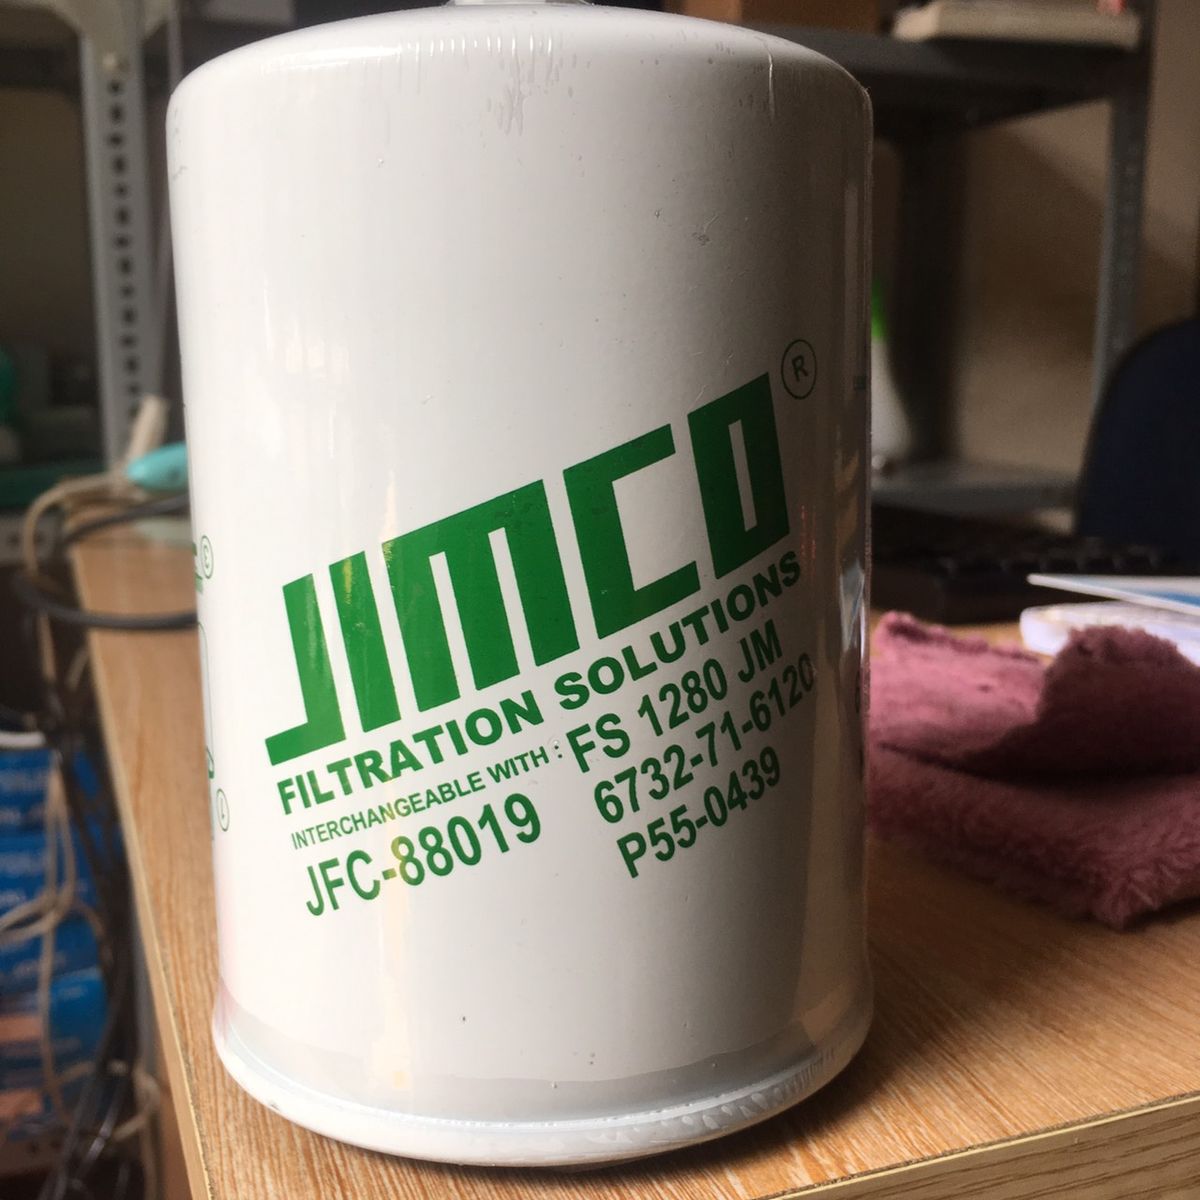 JIMCO ®
FILTRATION SOLUTIONS
INTERCHANGEABLE WITH : FS 1280 JM
JFC-88019 6732-71-6120
P55-0439